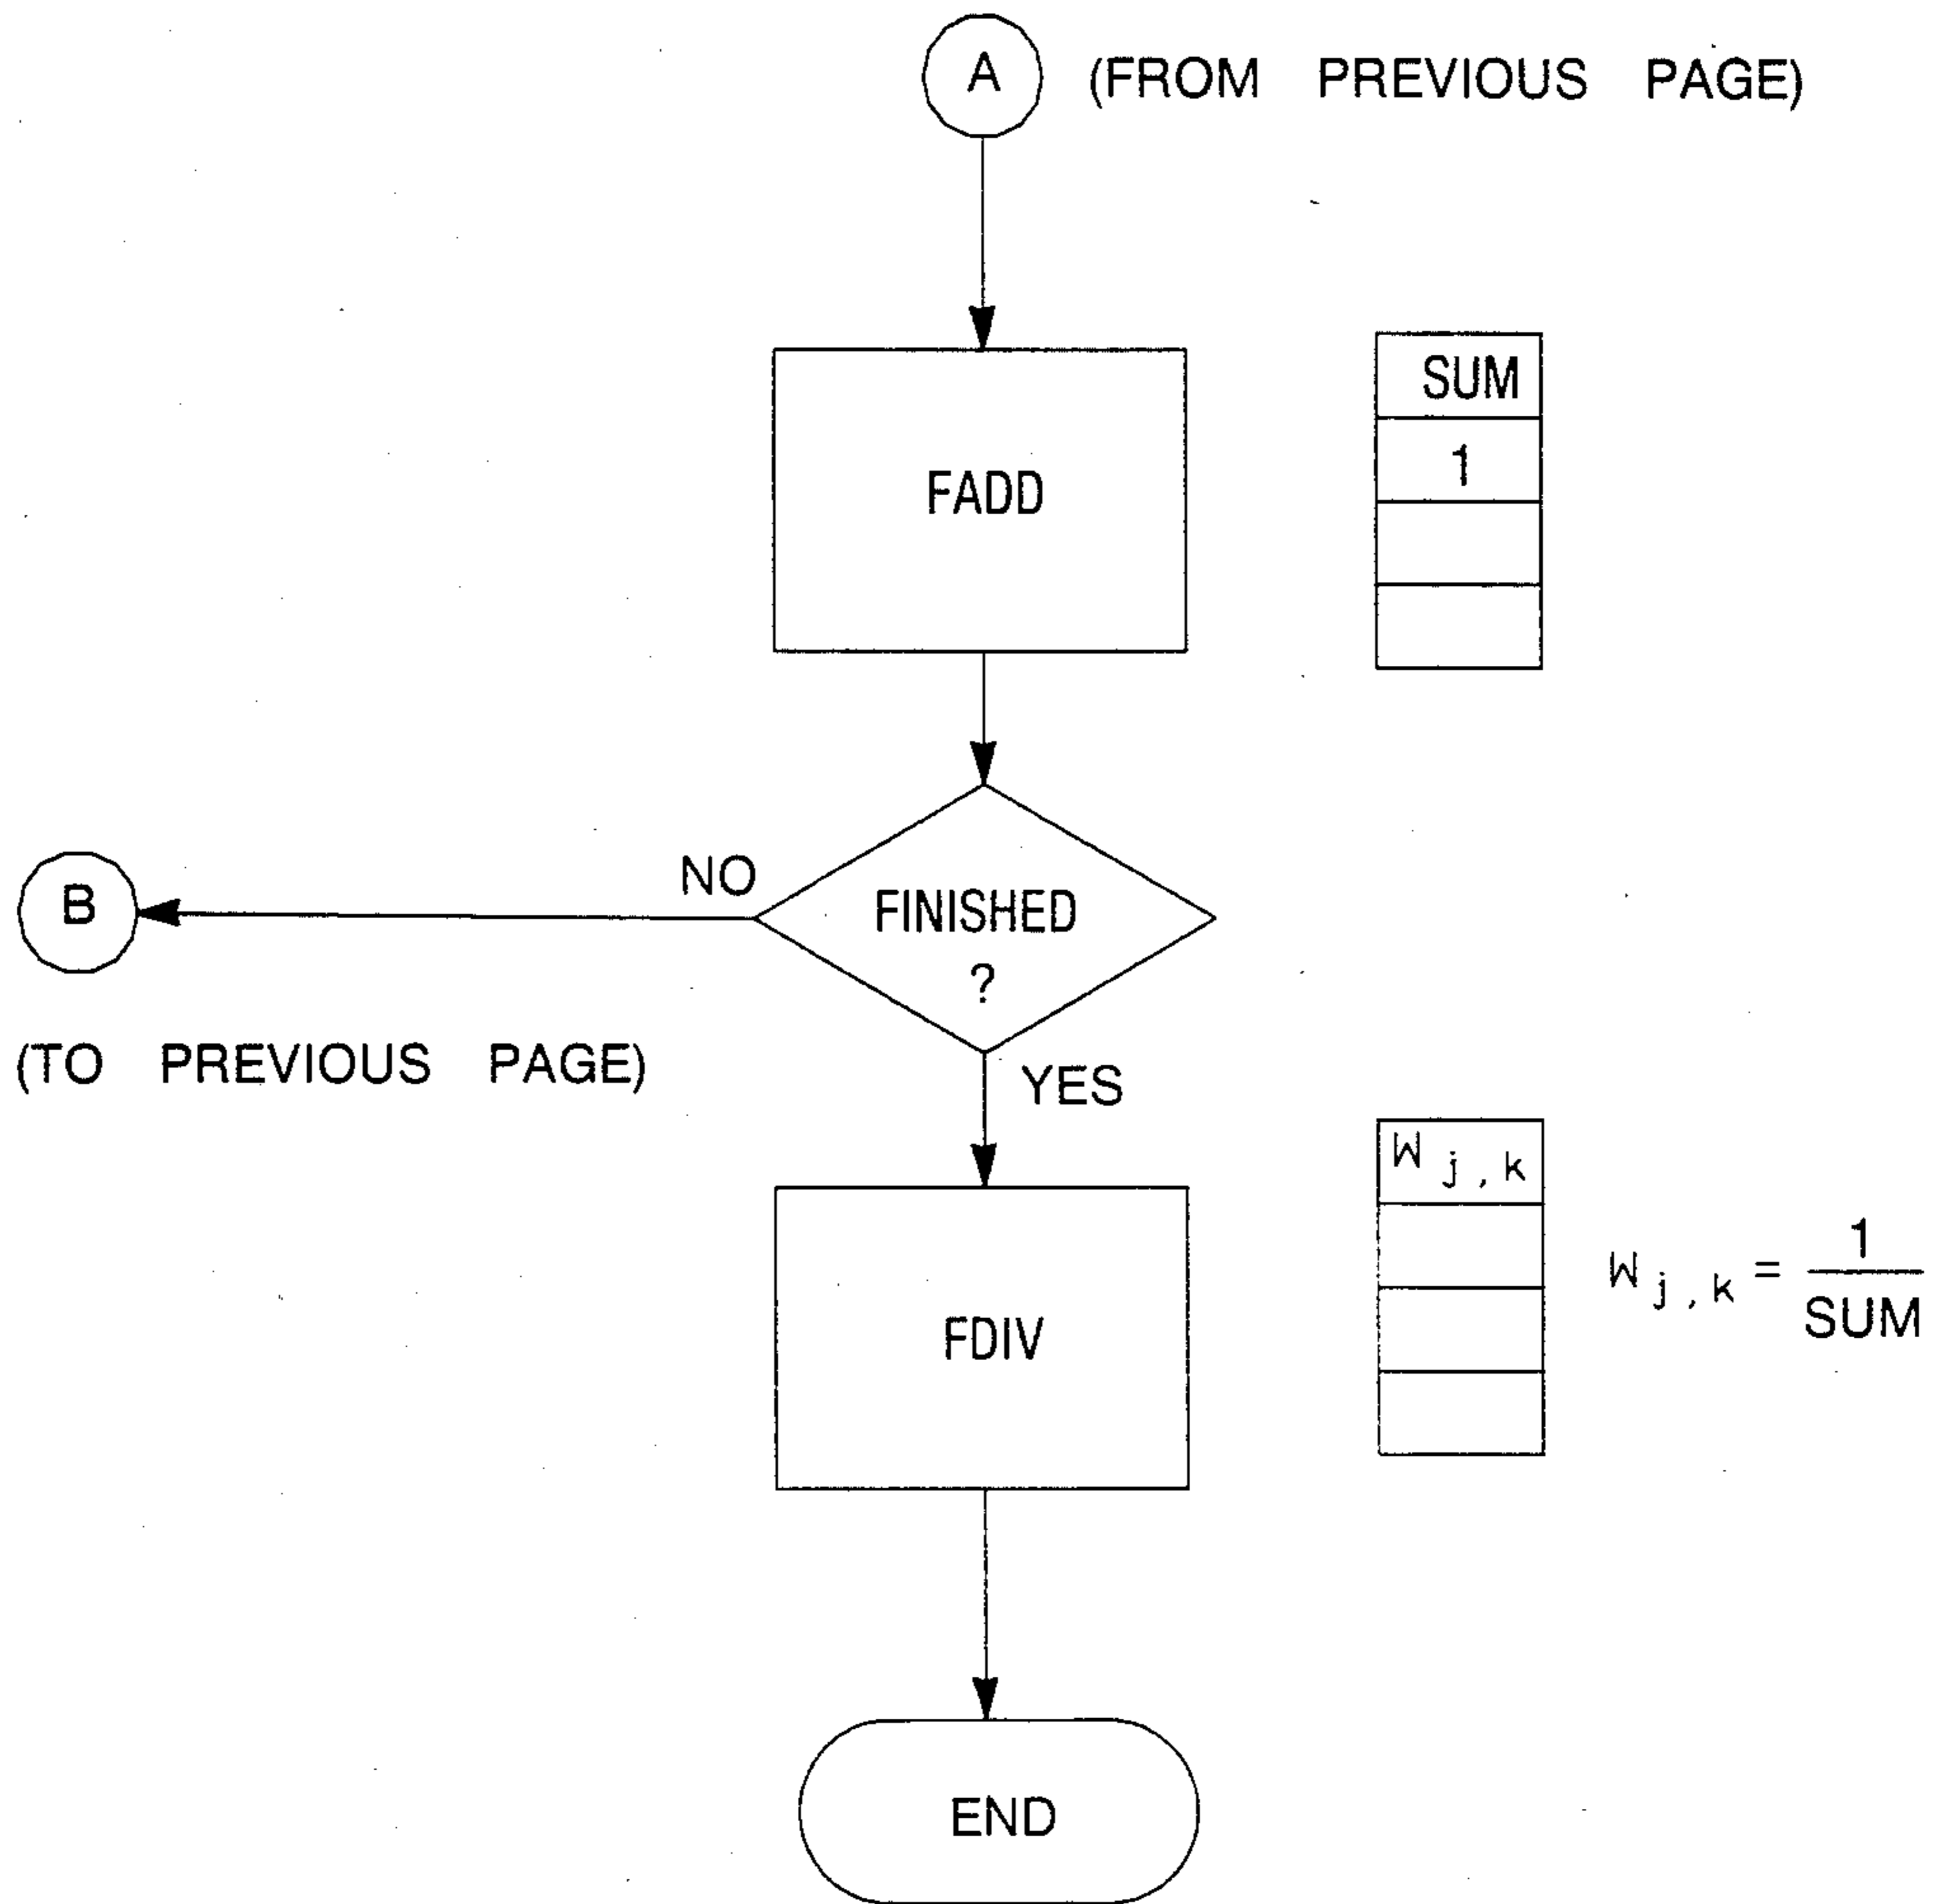 A (FROM PREVIOUS PAGE)
FADD
SUM
1
NO
FINISHED
?
B
(TO PREVIOUS PAGE)
YES
FDIV
W j,k
W j,k = 1
SUM
END